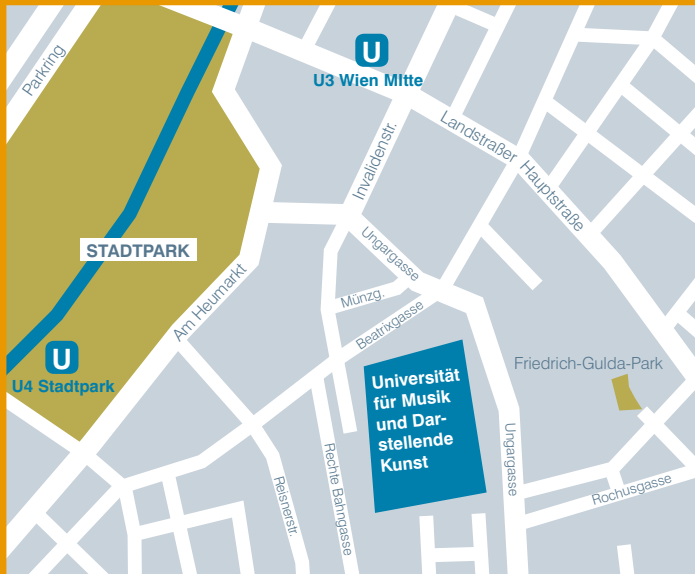 Parkring
U
U3 Wien MItte
Landstraßer Hauptstraße
Invalidenstr.
STADTPARK
Ungargasse
Am Heumarkt
Münzg.
Beatrixgasse
U
U4 Stadtpark
Friedrich-Gulda-Park
Universität
für Musik
und Dar-
stellende
Kunst
Ungargasse
Rechte Bahngasse
Reisnerstr.
Rochusgasse